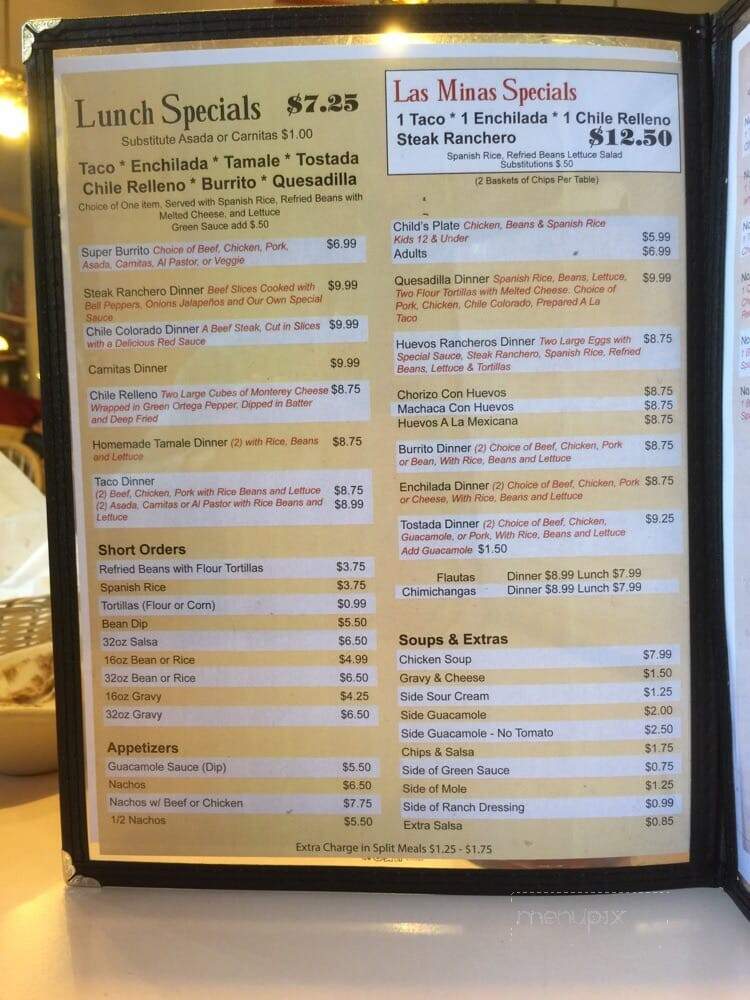 Lunch Specials $7.25
Substitute Asada or Carnitas $1.00
Taco * Enchilada * Tamale * Tostada
Chile Relleno * Burrito * Quesadilla
Choice of One item, Served with Spanish Rice, Refried Beans with
Melted Cheese, and Lettuce
Green Sauce add $.50
Super Burrito Choice of Beef, Chicken, Pork, $6.99
Asada, Carnitas, Al Pastor, or Veggie
Steak Ranchero Dinner Beef Slices Cooked with $9.99
Bell Peppers, Onions Jalapeños and Our Own Special
Sauce
Chile Colorado Dinner A Beef Steak, Cut in Slices $9.99
with a Delicious Red Sauce
Carnitas Dinner $9.99
Chile Relleno Two Large Cubes of Monterey Cheese $8.75
Wrapped in Green Ortega Pepper, Dipped in Batter
and Deep Fried
Homemade Tamale Dinner (2) with Rice, Beans $8.75
and Lettuce
Taco Dinner
(2) Beef, Chicken, Pork with Rice Beans and Lettuce $8.75
(2) Asada, Carnitas or Al Pastor with Rice Beans and $8.99
Lettuce
Short Orders
Refried Beans with Flour Tortillas $3.75
Spanish Rice $3.75
Tortillas (Flour or Corn) $0.99
Bean Dip $5.50
32oz Salsa $6.50
16oz Bean or Rice $4.99
32oz Bean or Rice $6.50
16oz Gravy $4.25
32oz Gravy $6.50
Appetizers
Guacamole Sauce (Dip) $5.50
Nachos $6.50
Nachos w/ Beef or Chicken $7.75
1/2 Nachos $5.50
Las Minas Specials
1 Taco * 1 Enchilada * 1 Chile Relleno
Steak Ranchero $12.50
Spanish Rice, Refried Beans Lettuce Salad
Substitutions $.50
(2 Baskets of Chips Per Table)
Child's Plate Chicken, Beans & Spanish Rice
Kids 12 & Under $5.99
Adults $6.99
Quesadilla Dinner Spanish Rice, Beans, Lettuce, $9.99
Two Flour Tortillas with Melted Cheese. Choice of
Pork, Chicken, Chile Colorado, Prepared A La
Taco
Huevos Rancheros Dinner Two Large Eggs with $8.75
Special Sauce, Steak Ranchero, Spanish Rice, Refried
Beans, Lettuce & Tortillas
Chorizo Con Huevos $8.75
Machaca Con Huevos $8.75
Huevos A La Mexicana $8.75
Burrito Dinner (2) Choice of Beef, Chicken, Pork $8.75
or Bean, With Rice, Beans and Lettuce
Enchilada Dinner (2) Choice of Beef, Chicken, Pork $8.75
or Cheese, With Rice, Beans and Lettuce
Tostada Dinner (2) Choice of Beef, Chicken, $9.25
Guacamole, or Pork, With Rice, Beans and Lettuce
Add Guacamole $1.50
Flautas Dinner $8.99 Lunch $7.99
Chimichangas Dinner $8.99 Lunch $7.99
Soups & Extras
Chicken Soup $7.99
Gravy & Cheese $1.50
Side Sour Cream $1.25
Side Guacamole $2.00
Side Guacamole - No Tomato $2.50
Chips & Salsa $1.75
Side of Green Sauce $0.75
Side of Mole $1.25
Side of Ranch Dressing $0.99
Extra Salsa $0.85
Extra Charge in Split Meals $1.25 - $1.75
menupix